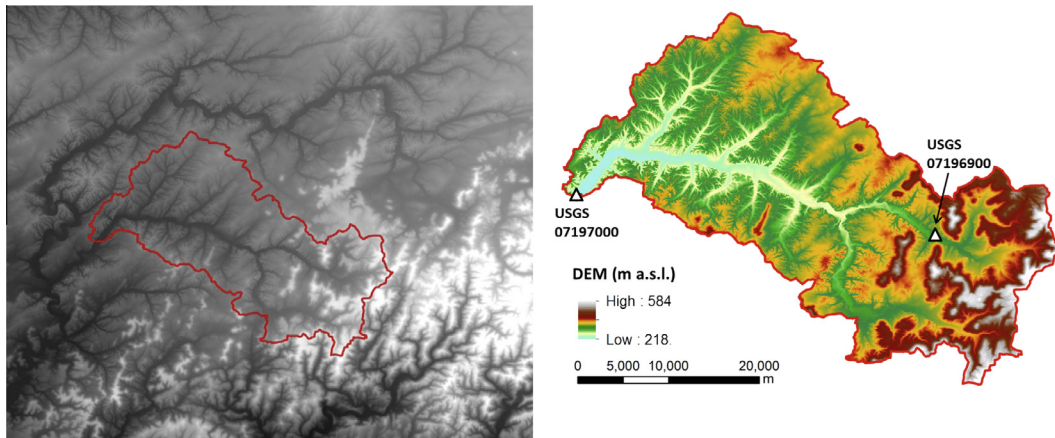 USGS
07196900
USGS
07197000
DEM (m a.s.l.)
High : 584
Low : 218
0 5,000 10,000 20,000
m